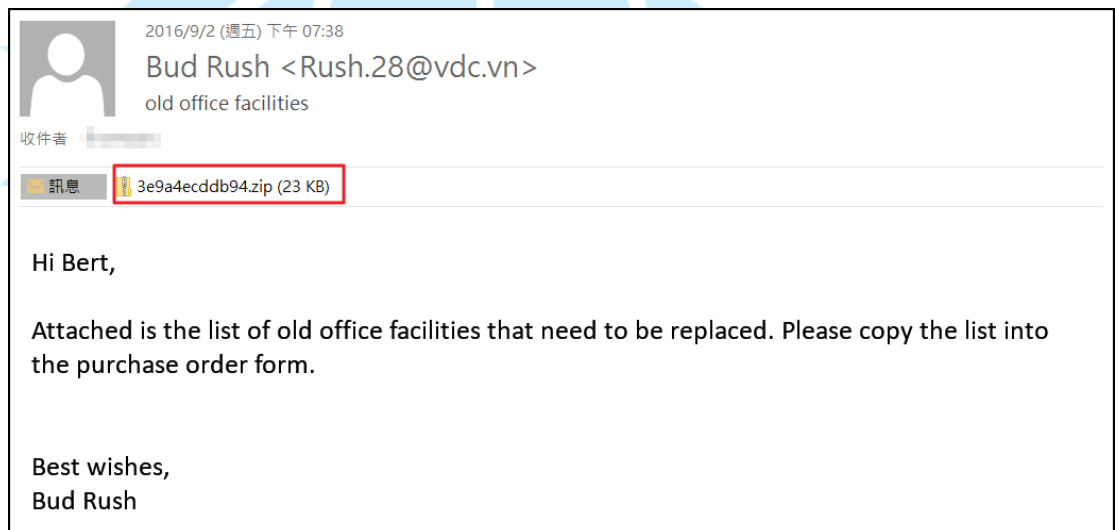 2016/9/2 (週五) 下午 07:38
Bud Rush <Rush.28@vdc.vn>
old office facilities
收件者
訊息 3e9a4ecddb94.zip (23 KB)
Hi Bert,
Attached is the list of old office facilities that need to be replaced. Please copy the list into
the purchase order form.
Best wishes,
Bud Rush